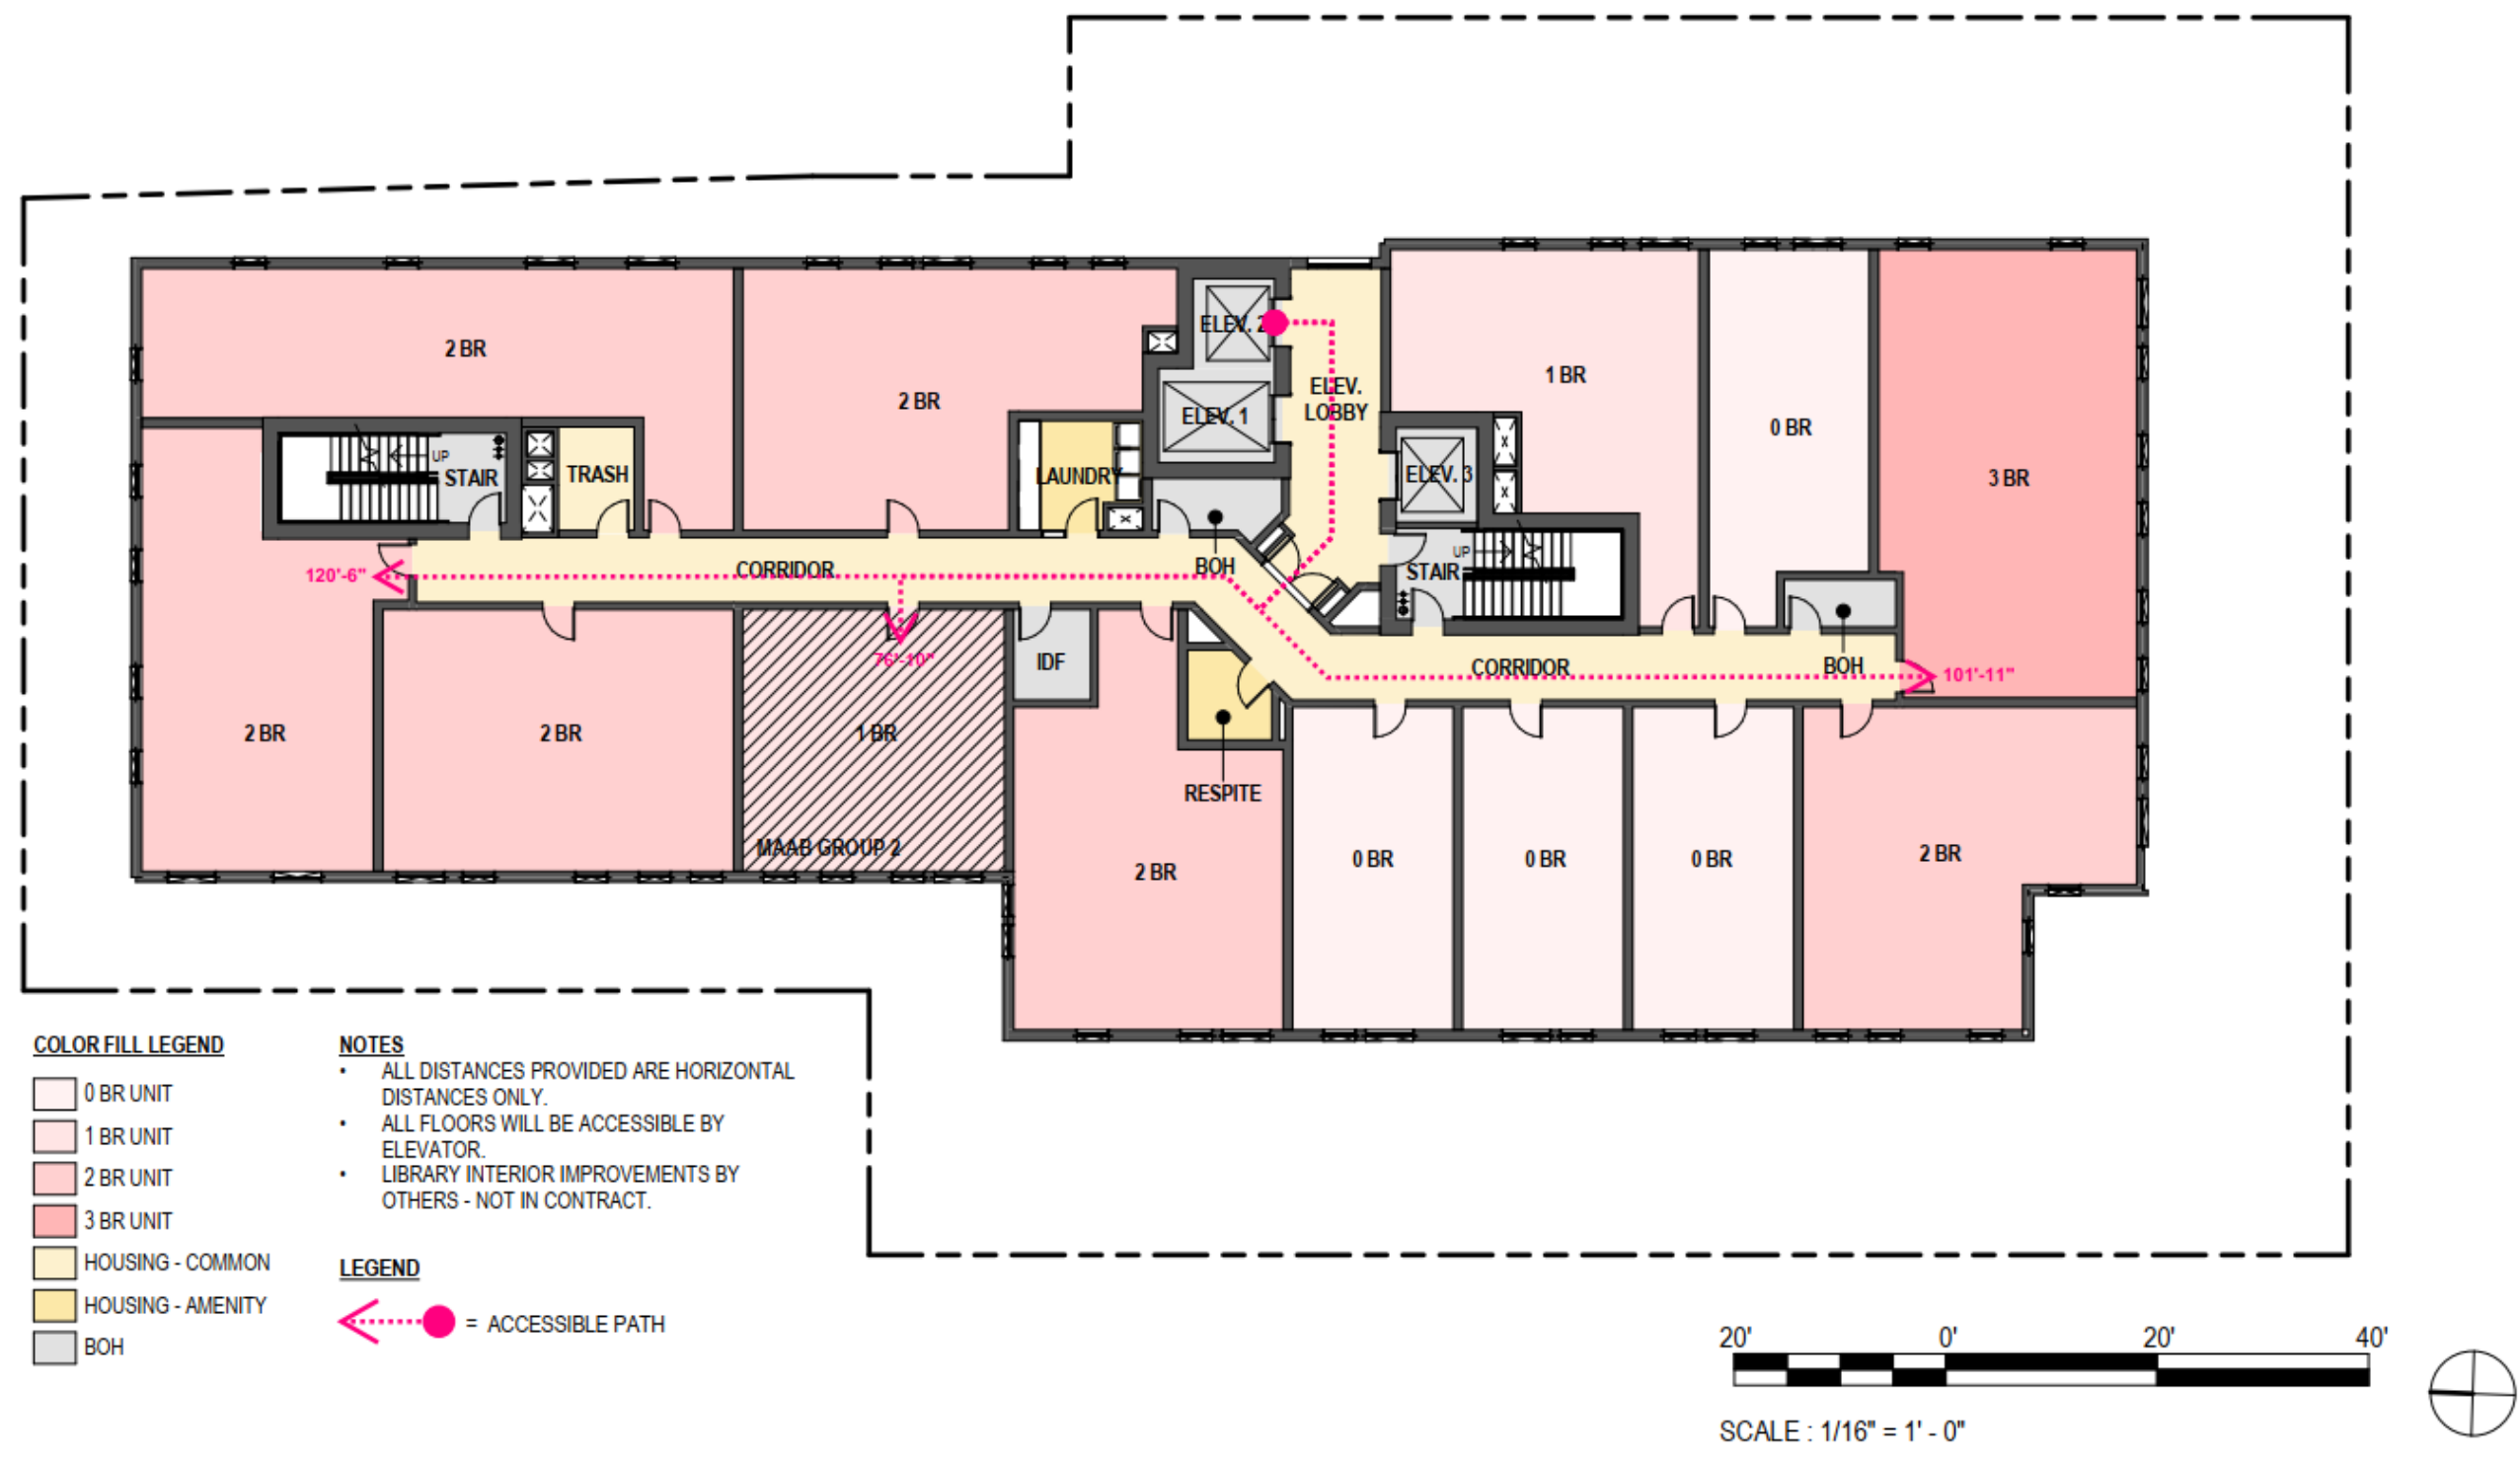 2 BR
2 BR
ELEV. 2
ELEV. 1
ELEV.
LOBBY
1 BR
0 BR
3 BR
UP
STAIR
TRASH
LAUNDRY
ELEV. 3
UP
STAIR
BOH
120'-6"
CORRIDOR
76'-10"
IDF
CORRIDOR
BOH
101'-11"
2 BR
2 BR
1 BR
MAAB GROUP 2
RESPITE
2 BR
0 BR
0 BR
0 BR
2 BR
COLOR FILL LEGEND
0 BR UNIT
1 BR UNIT
2 BR UNIT
3 BR UNIT
HOUSING - COMMON
HOUSING - AMENITY
BOH
NOTES
• ALL DISTANCES PROVIDED ARE HORIZONTAL
DISTANCES ONLY.
• ALL FLOORS WILL BE ACCESSIBLE BY
ELEVATOR.
• LIBRARY INTERIOR IMPROVEMENTS BY
OTHERS - NOT IN CONTRACT.
LEGEND
= ACCESSIBLE PATH
20' 0' 20' 40'
SCALE : 1/16" = 1' - 0"